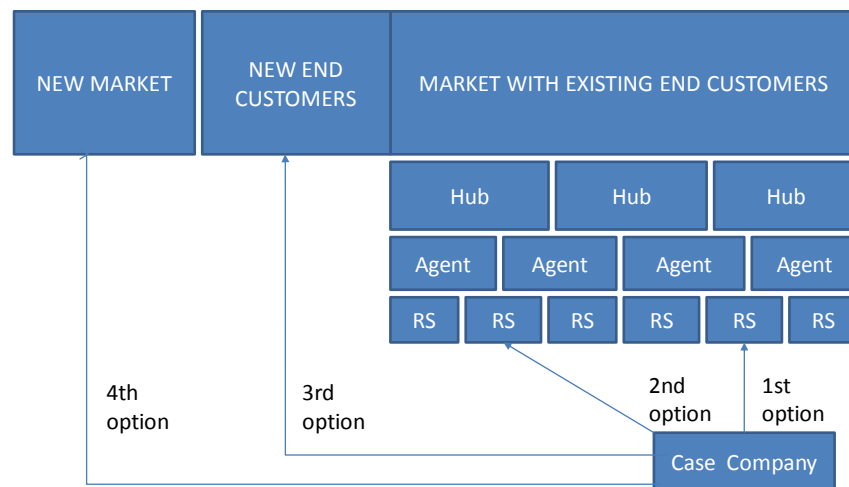 NEW MARKET
NEW END
CUSTOMERS
MARKET WITH EXISTING END CUSTOMERS
Hub
Hub
Hub
Agent
Agent
Agent
Agent
RS
RS
RS
RS
RS
RS
4th
option
3rd
option
2nd
option
1st
option
Case Company